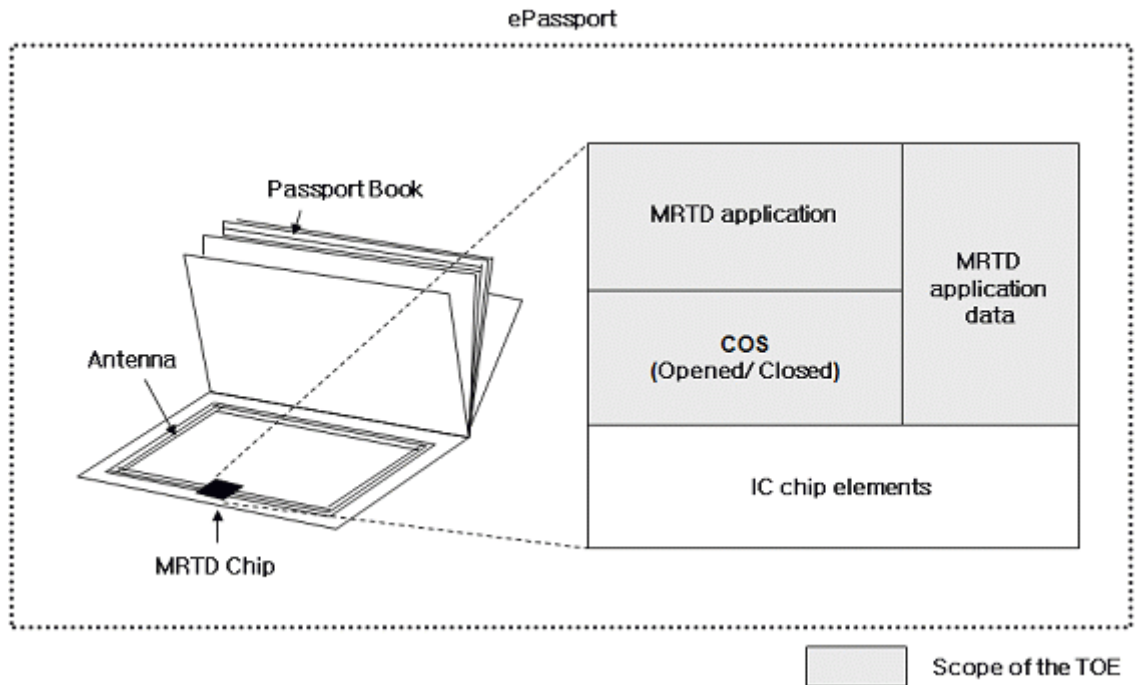 ePassport
Passport Book
Antenna
MRTD Chip
MRTD application
COS
(Opened/ Closed)
MRTD
application
data
IC chip elements
Scope of the TOE